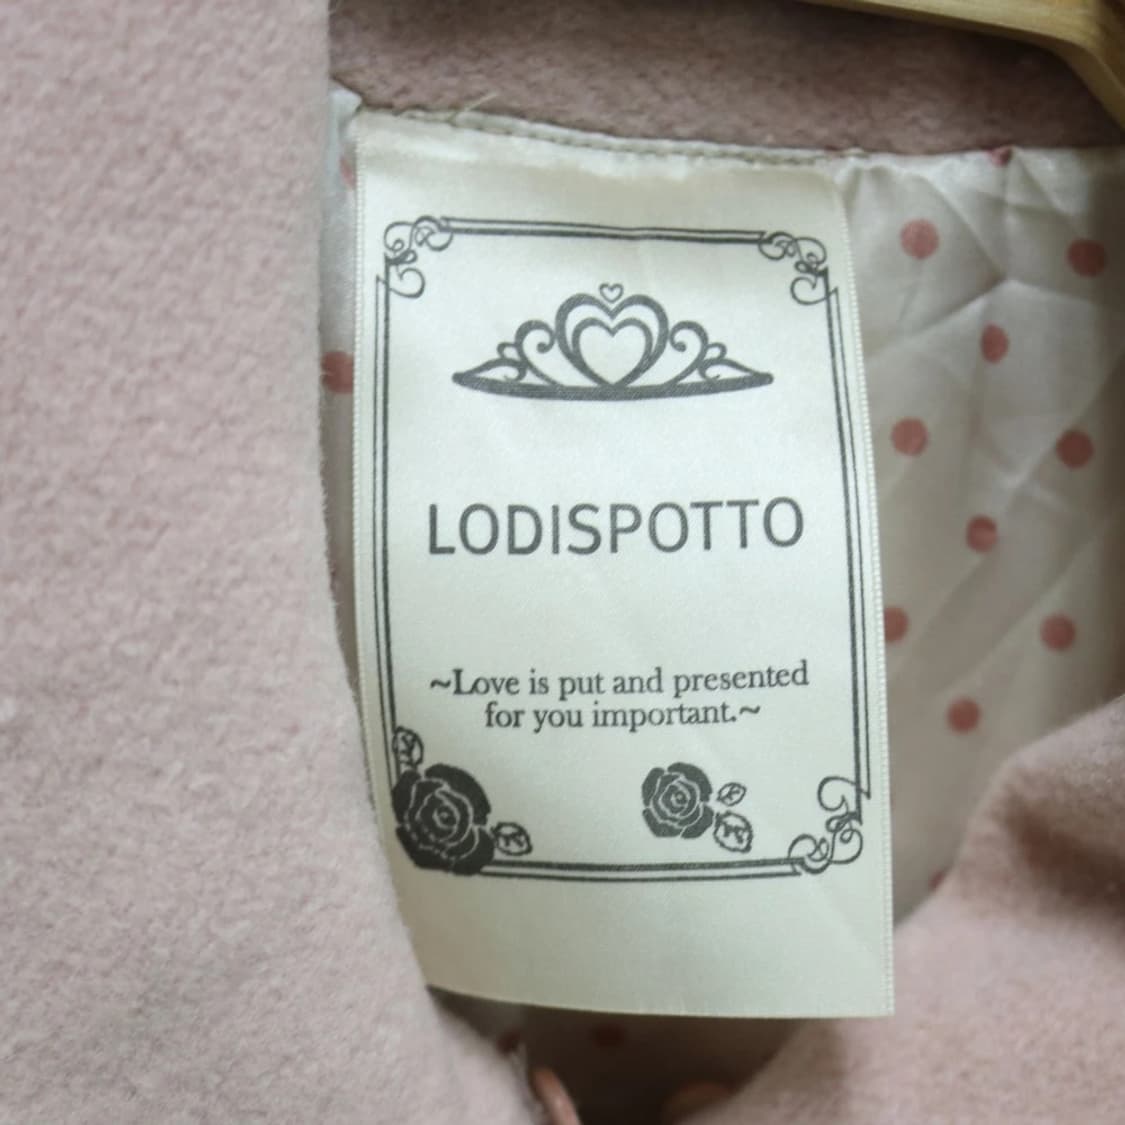 LODISPOTTO
~Love is put and presented
for you important.~